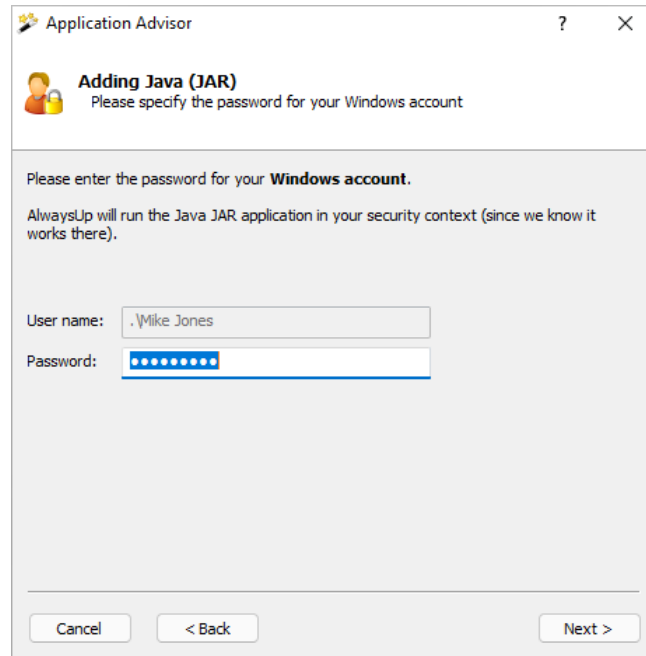 Application Advisor ?
Adding Java (JAR)
Please specify the password for your Windows account
Please enter the password for your Windows account.
AlwaysUp will run the Java JAR application in your security context (since we know it
works there).
User name: .\Mike Jones
Password: ●●●●●●●●●
Cancel < Back Next >